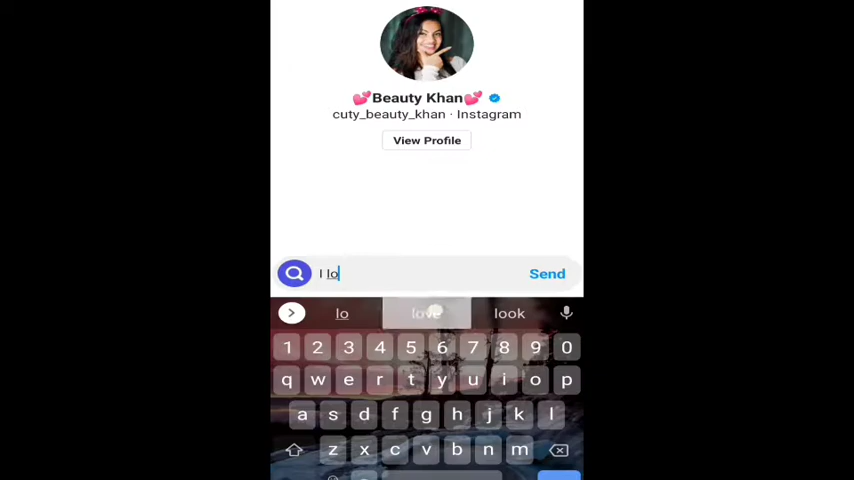 💕Beauty Khan💕
cuty_beauty_khan · Instagram
View Profile
I lo
Send
lo love look
1 2 3 4 5 6 7 8 9 0
q w e r t y u i o p
a s d f g h j k l
z x c v b n m